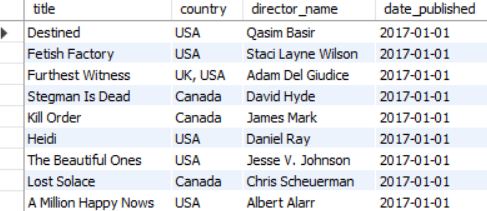 title country director_name date_published
Destined USA Qasim Basir 2017-01-01
Fetish Factory USA Staci Layne Wilson 2017-01-01
Furthest Witness UK, USA Adam Del Giudice 2017-01-01
Stegman Is Dead Canada David Hyde 2017-01-01
Kill Order Canada James Mark 2017-01-01
Heidi USA Daniel Ray 2017-01-01
The Beautiful Ones USA Jesse V. Johnson 2017-01-01
Lost Solace Canada Chris Scheuerman 2017-01-01
A Million Happy Nows USA Albert Alarr 2017-01-01